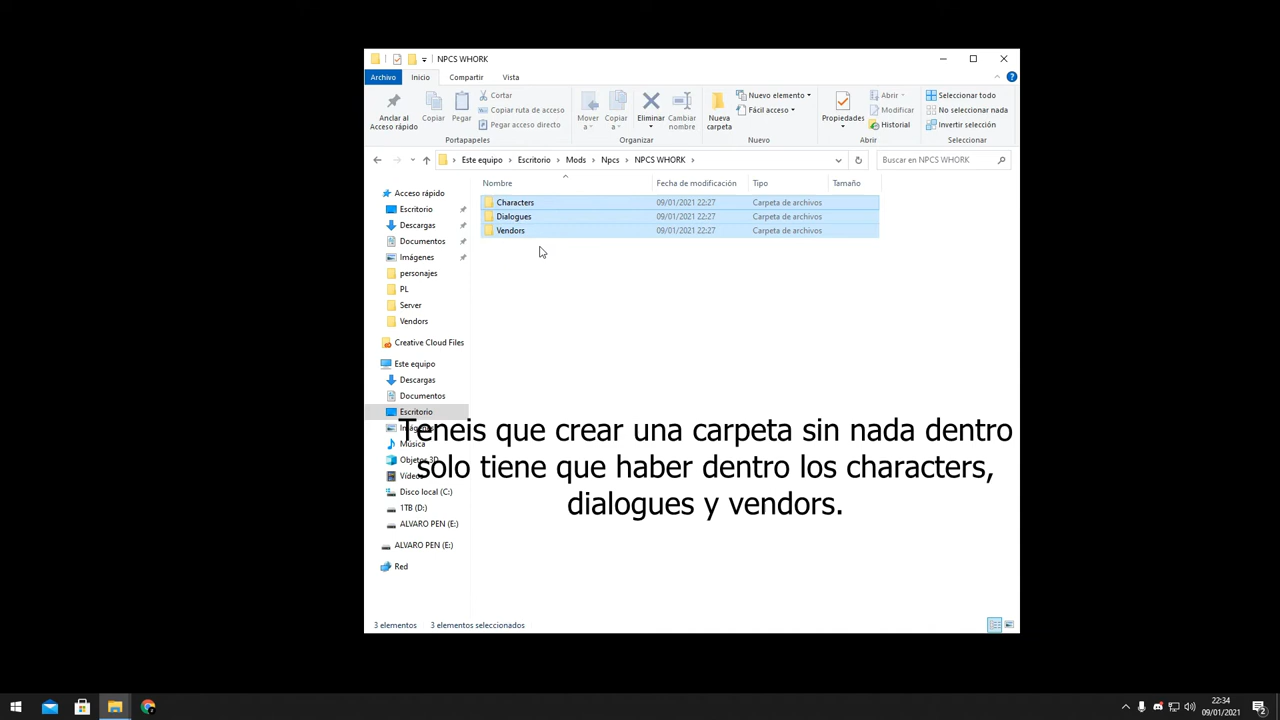 NPCS WHORK
Archivo Inicio Compartir Vista
Anclar al Acceso rápido
Copiar
Pegar
Cortar
Copiar ruta de acceso
Pegar acceso directo
Portapapeles
Mover a
Copiar a
Eliminar
Cambiar nombre
Organizar
Nueva carpeta
Nuevo elemento
Fácil acceso
Nuevo
Propiedades
Abrir
Modificar
Historial
Abrir
Seleccionar todo
No seleccionar nada
Invertir selección
Seleccionar
Este equipo > Escritorio > Mods > Npcs > NPCS WHORK >
Buscar en NPCS WHORK
Nombre Fecha de modificación Tipo Tamaño
Characters 09/01/2021 22:27 Carpeta de archivos
Dialogues 09/01/2021 22:27 Carpeta de archivos
Vendors 09/01/2021 22:27 Carpeta de archivos
Acceso rápido
Escritorio
Descargas
Documentos
Imágenes
personajes
PL
Server
Vendors
Creative Cloud Files
Este equipo
Descargas
Documentos
Escritorio
Imágenes
Música
Objetos 3D
Vídeos
Disco local (C:)
1TB (D:)
ALVARO PEN (E:)
ALVARO PEN (E:)
Red
Teneis que crear una carpeta sin nada dentro
solo tiene que haber dentro los characters,
dialogues y vendors.
3 elementos 3 elementos seleccionados
22:34
09/01/2021
2